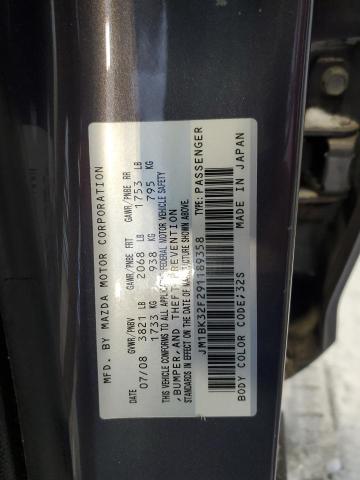 MFD. BY MAZDA MOTOR CORPORATION
DATE GVWR/PNBV GAWR/PNBE FRT GAWR/PNBE RR
07/08 3821 LB 2068 LB 1753 LB
1733 KG 938 KG 795 KG
THIS VEHICLE CONFORMS TO ALL APPLICABLE FEDERAL MOTOR VEHICLE SAFETY
,BUMPER,AND THEFT PREVENTION
STANDARDS IN EFFECT ON THE DATE OF MANUFACTURE SHOWN ABOVE.
JM1BK32F291189358 TYPE:PASSENGER
BODY COLOR CODE:32S MADE IN JAPAN